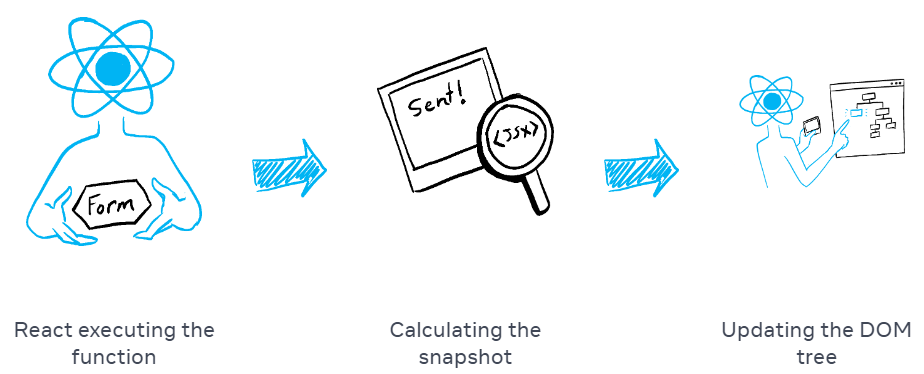 Form
Sent!
<JSX>
React executing the
function
Calculating the
snapshot
Updating the DOM
tree